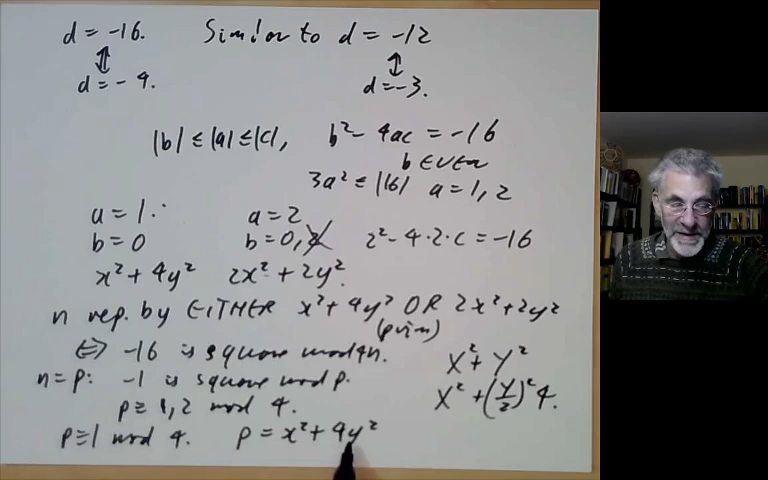 d = -16. Similar to d = -12
⇕ ↕
d = -4. d = -3.
|b| ≤ |a| ≤ |c|, b² - 4ac = -16
b even
3a² ≤ |16| a = 1, 2
a = 1. a = 2
b = 0 b = 0, 2 2² - 4·2·c = -16
x² + 4y² 2x² + 2y².
n rep. by EITHER x² + 4y² OR 2x² + 2y²
(prim)
⇔ -16 is square mod 4n. X² + Y²
n = p: -1 is square mod p. X² + (Y/2)² 4.
p ≡ 1, 2 mod 4.
p ≡ 1 mod 4. p = x² + 4y²